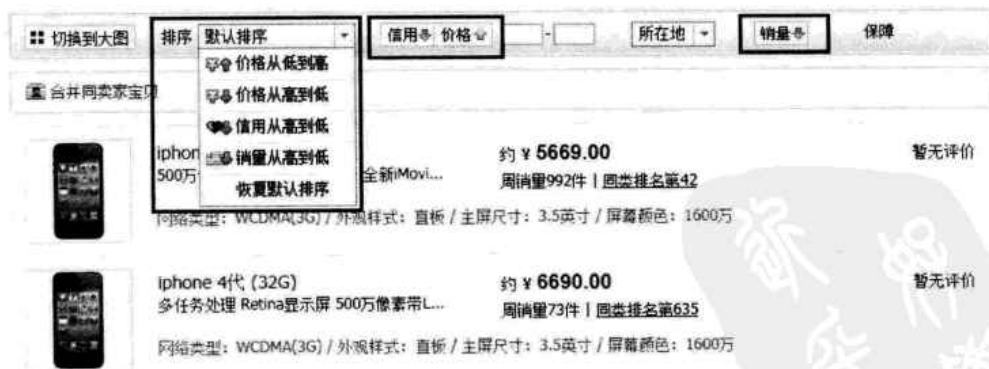 切换到大图 排序 默认排序 信用 价格 - 所在地 销量 保障
价格从低到高
合并同卖家宝贝 价格从高到低
信用从高到低
销量从高到低
恢复默认排序
iphon 约 ¥ 5669.00 暂无评价
500万 全新iMovi... 周销量992件 | 同类排名第42
网络类型：WCDMA(3G) / 外观样式：直板 / 主屏尺寸：3.5英寸 / 屏幕颜色：1600万
iphone 4代 (32G) 约 ¥ 6690.00 暂无评价
多任务处理 Retina显示屏 500万像素带L... 周销量73件 | 同类排名第635
网络类型：WCDMA(3G) / 外观样式：直板 / 主屏尺寸：3.5英寸 / 屏幕颜色：1600万